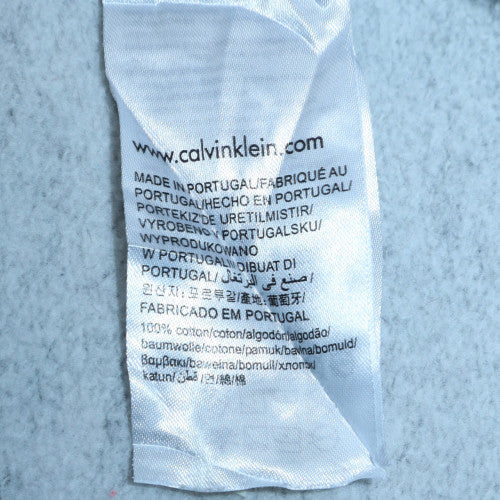 www.calvinklein.com
MADE IN PORTUGAL/FABRIQUÉ AU
PORTUGAL/HECHO EN PORTUGAL/
PORTEKIZ'DE URETILMISTIR/
VYROBENO V PORTUGALSKU/
WYPRODUKOWANO
W PORTUGALII/DIBUAT DI
PORTUGAL/ صنع في البرتغال/
원산지: 포르투갈/產地: 葡萄牙/
FABRICADO EM PORTUGAL
100% cotton/coton/algodón/algodão/
baumwolle/cotone/pamuk/bavlna/bomuld/
βαμβακι/bawełna/bomull/хлопок/
katun/ قطن /면/綿/棉